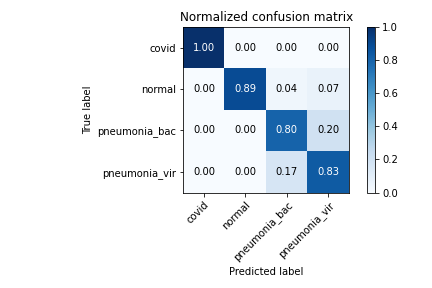 Normalized confusion matrix
True label
covid 1.00 0.00 0.00 0.00
normal 0.00 0.89 0.04 0.07
pneumonia_bac 0.00 0.00 0.80 0.20
pneumonia_vir 0.00 0.00 0.17 0.83
covid normal pneumonia_bac pneumonia_vir
Predicted label
1.0
0.8
0.6
0.4
0.2
0.0